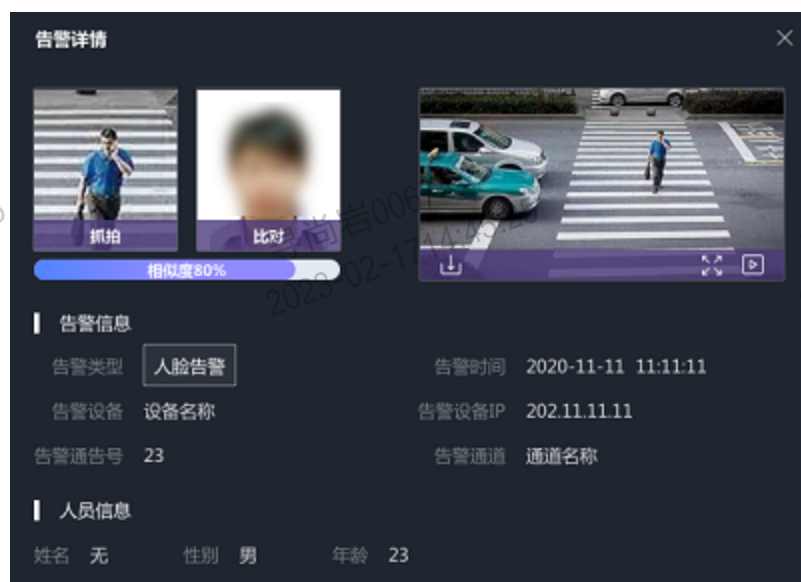 告警详情
抓拍
比对
相似度80%
告警信息
告警类型 人脸告警 告警时间 2020-11-11 11:11:11
告警设备 设备名称 告警设备IP 202.11.11.11
告警通告号 23 告警通道 通道名称
人员信息
姓名 无 性别 男 年龄 23